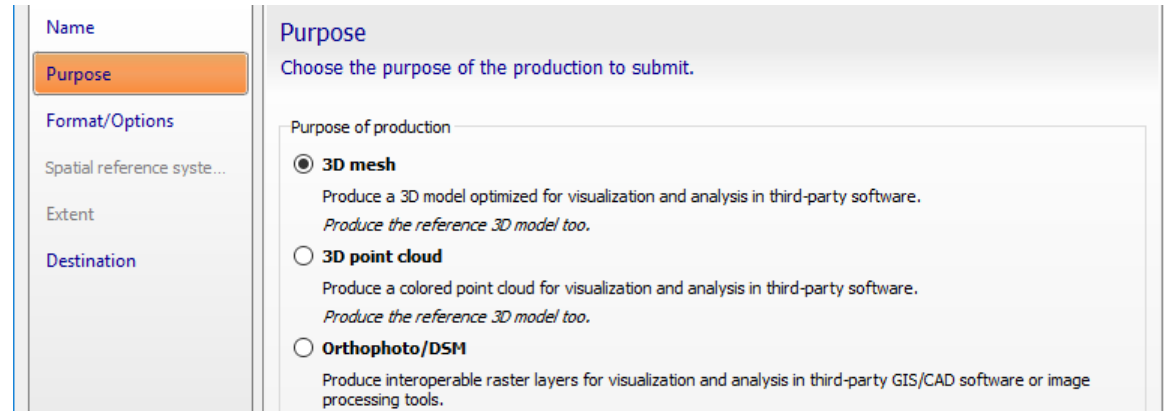 Name
Purpose
Format/Options
Spatial reference syste...
Extent
Destination
Purpose
Choose the purpose of the production to submit.
Purpose of production
3D mesh
Produce a 3D model optimized for visualization and analysis in third-party software.
Produce the reference 3D model too.
3D point cloud
Produce a colored point cloud for visualization and analysis in third-party software.
Produce the reference 3D model too.
Orthophoto/DSM
Produce interoperable raster layers for visualization and analysis in third-party GIS/CAD software or image
processing tools.